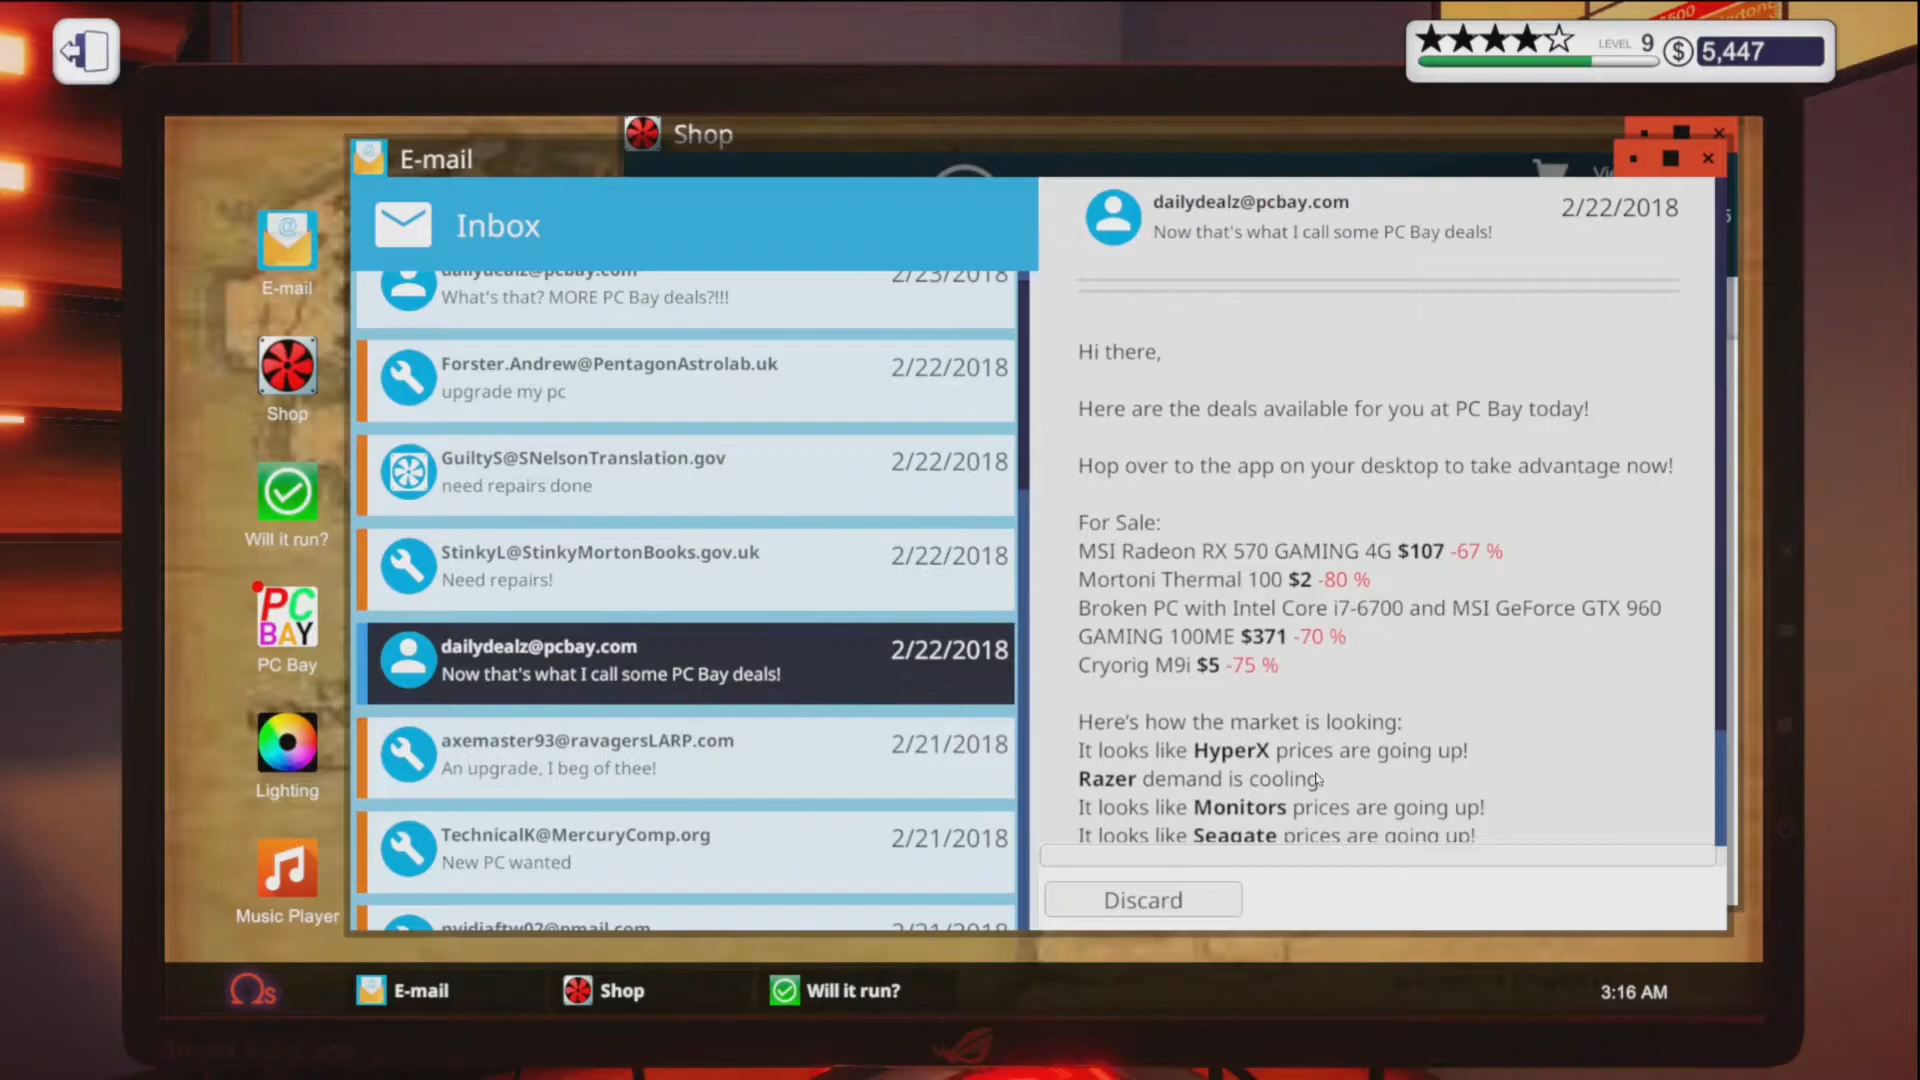 LEVEL 9
$ 5,447
Shop
E-mail
Inbox
dailydealz@pcbay.com
2/23/2018
What's that? MORE PC Bay deals?!!!
Forster.Andrew@PentagonAstrolab.uk
2/22/2018
upgrade my pc
GuiltyS@SNelsonTranslation.gov
2/22/2018
need repairs done
StinkyL@StinkyMortonBooks.gov.uk
2/22/2018
Need repairs!
dailydealz@pcbay.com
2/22/2018
Now that's what I call some PC Bay deals!
axemaster93@ravagersLARP.com
2/21/2018
An upgrade, I beg of thee!
TechnicalK@MercuryComp.org
2/21/2018
New PC wanted
2/21/2018
dailydealz@pcbay.com
2/22/2018
Now that's what I call some PC Bay deals!
Hi there,
Here are the deals available for you at PC Bay today!
Hop over to the app on your desktop to take advantage now!
For Sale:
MSI Radeon RX 570 GAMING 4G $107 -67 %
Mortoni Thermal 100 $2 -80 %
Broken PC with Intel Core i7-6700 and MSI GeForce GTX 960
GAMING 100ME $371 -70 %
Cryorig M9i $5 -75 %
Here's how the market is looking:
It looks like HyperX prices are going up!
Razer demand is cooling.
It looks like Monitors prices are going up!
It looks like Seagate prices are going up!
Discard
E-mail
Shop
Will it run?
PC
BAY
PC Bay
Lighting
Music Player
Ωs
E-mail
Shop
Will it run?
3:16 AM